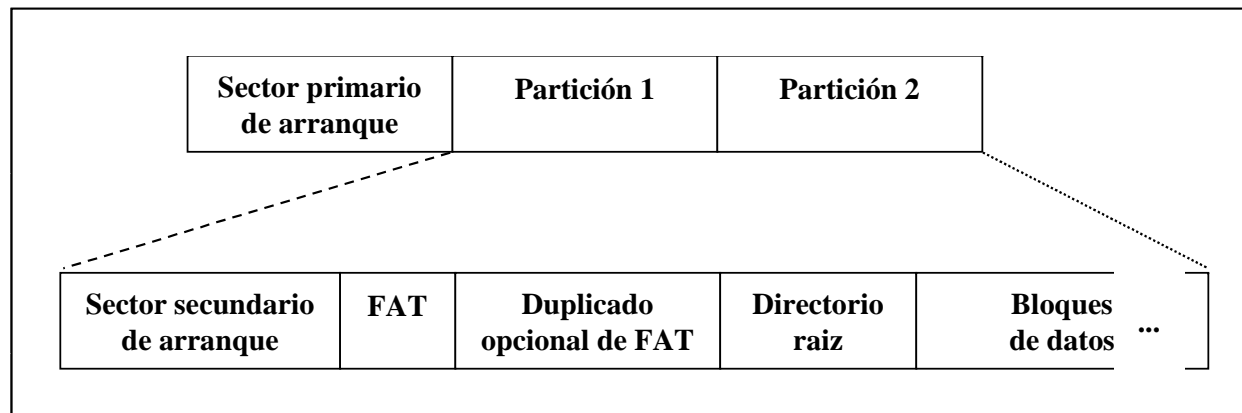 Sector primario
de arranque
Partición 1
Partición 2
Sector secundario
de arranque
FAT
Duplicado
opcional de FAT
Directorio
raiz
Bloques
de datos
...